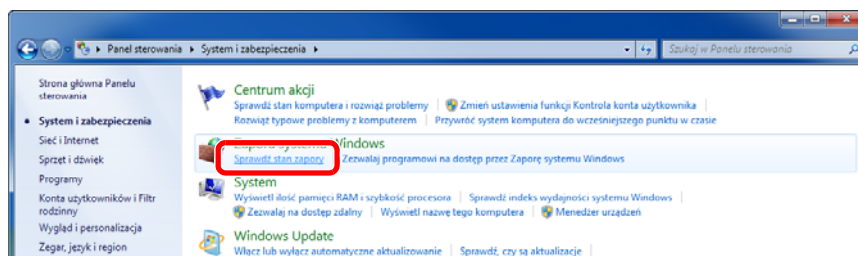 Panel sterowania ▸ System i zabezpieczenia ▸
Szukaj w Panelu sterowania
Strona główna Panelu
sterowania
System i zabezpieczenia
Sieć i Internet
Sprzęt i dźwięk
Programy
Konta użytkowników i Filtr
rodzinny
Wygląd i personalizacja
Zegar, język i region
Centrum akcji
Sprawdź stan komputera i rozwiąż problemy Zmień ustawienia funkcji Kontrola konta użytkownika
Rozwiąż typowe problemy z komputerem Przywróć system komputera do wcześniejszego punktu w czasie
Zapora systemu Windows
Sprawdź stan zapory Zezwalaj programowi na dostęp przez Zaporę systemu Windows
System
Wyświetl ilość pamięci RAM i szybkość procesora Sprawdź indeks wydajności systemu Windows
Zezwalaj na dostęp zdalny Wyświetl nazwę tego komputera Menedżer urządzeń
Windows Update
Włącz lub wyłącz automatyczne aktualizowanie Sprawdź, czy są aktualizacje